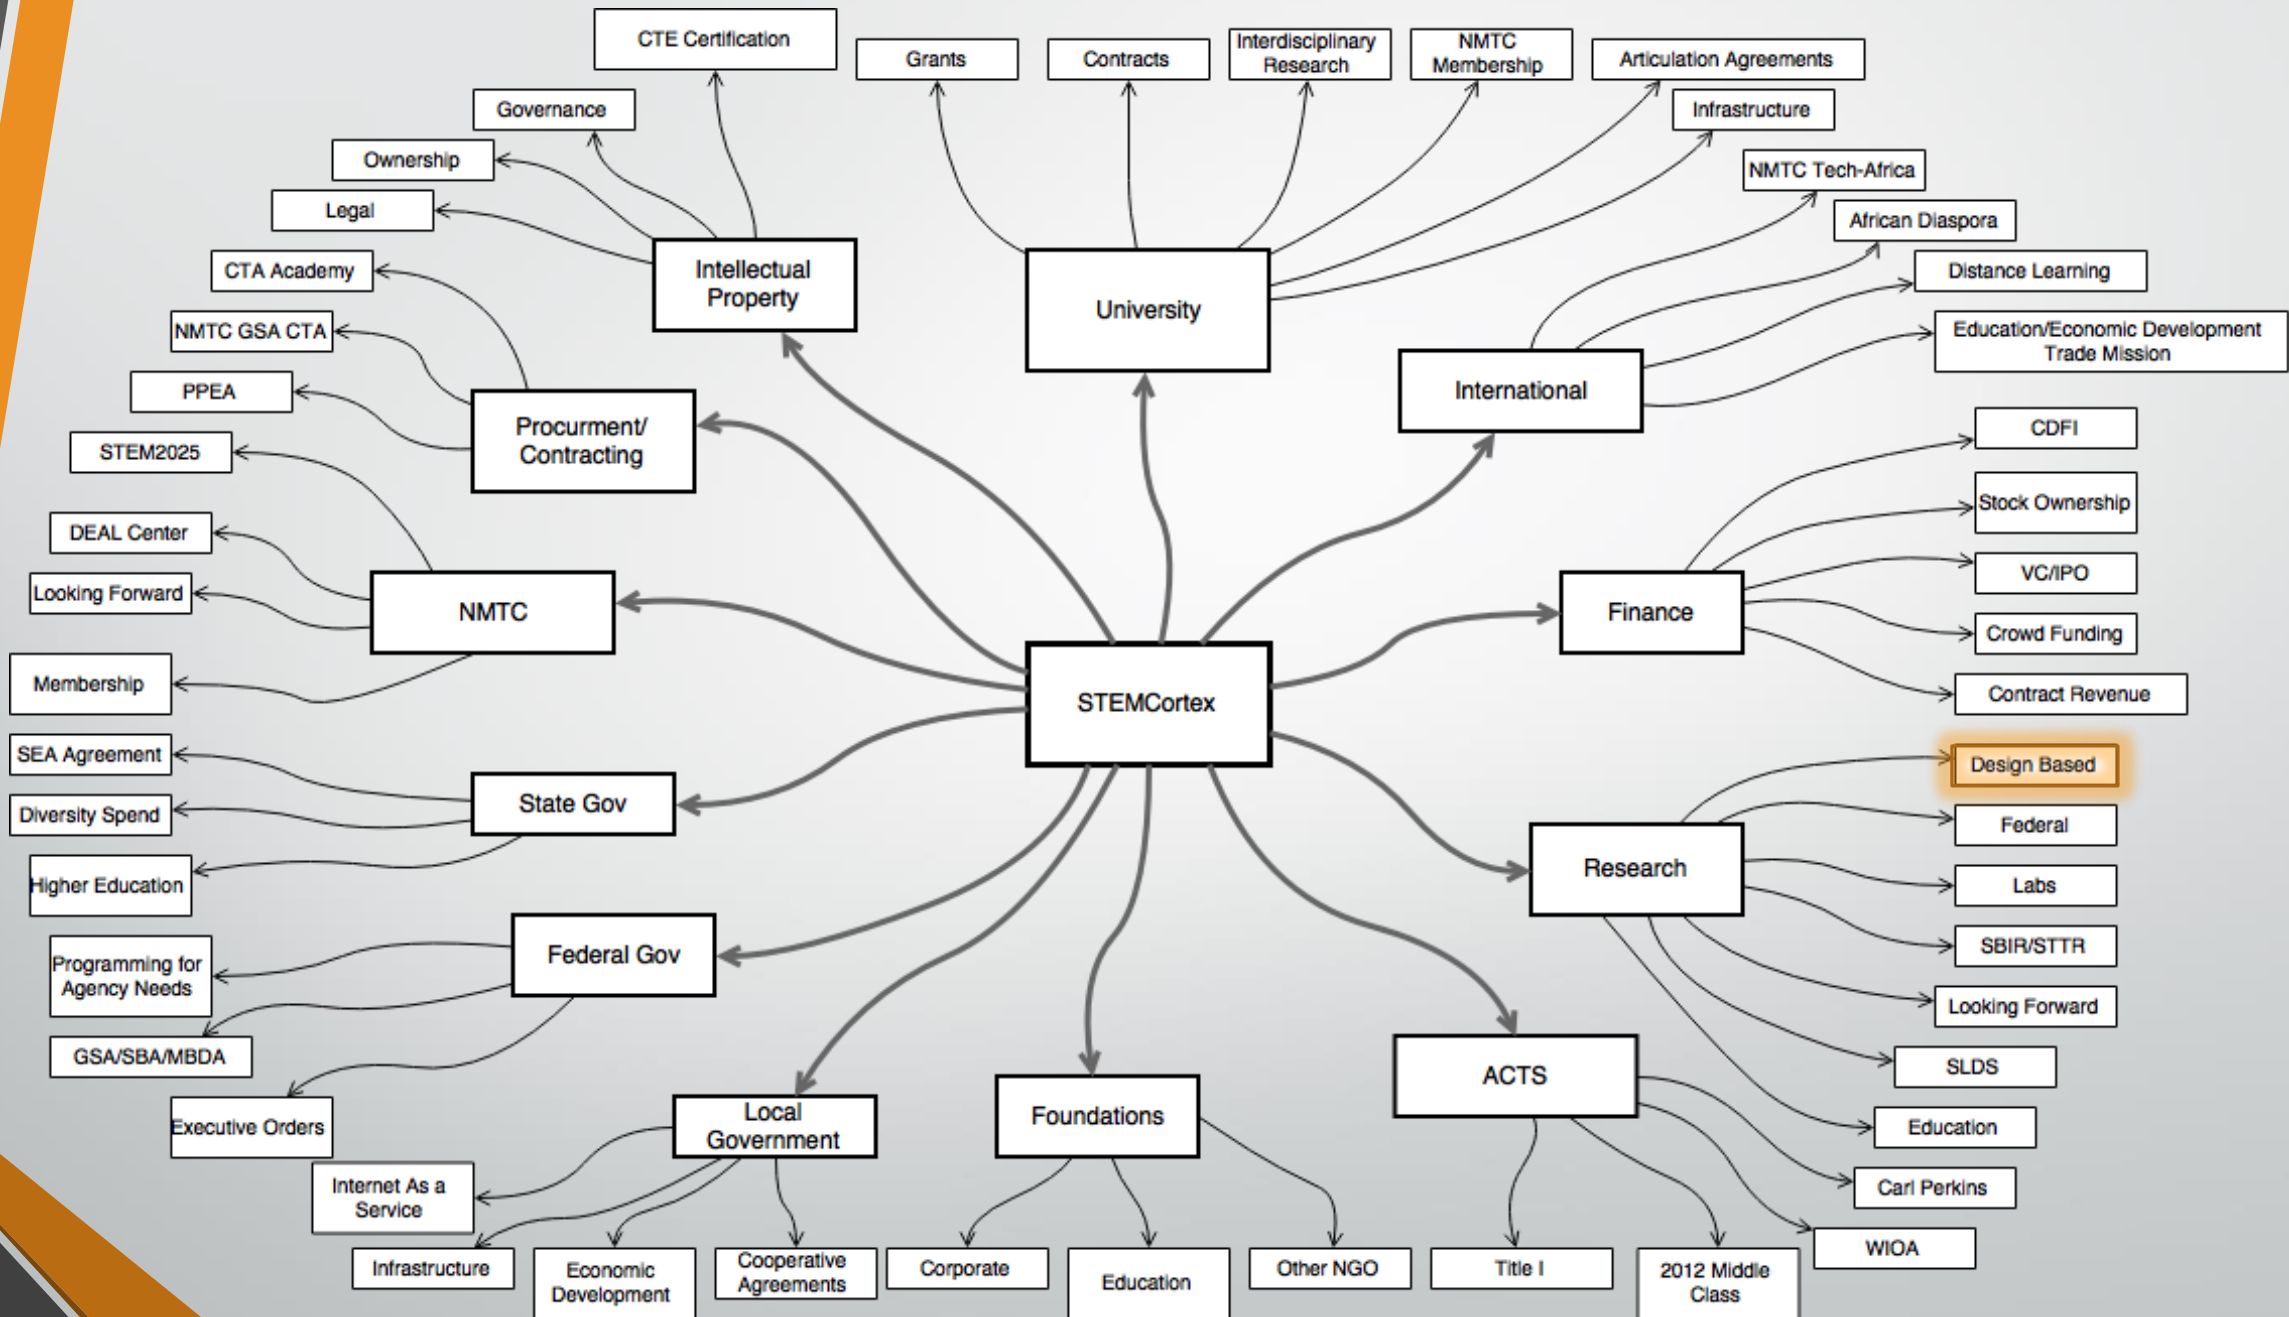 CTE Certification
Grants
Contracts
Interdisciplinary
Research
NMTC
Membership
Articulation Agreements
Governance
Infrastructure
Ownership
NMTC Tech-Africa
Legal
African Diaspora
CTA Academy
Intellectual
Property
University
Distance Learning
NMTC GSA CTA
Education/Economic Development
Trade Mission
PPEA
International
Procurment/
Contracting
CDFI
STEM2025
Stock Ownership
DEAL Center
VC/IPO
Looking Forward
NMTC
Finance
Crowd Funding
Membership
STEMCortex
Contract Revenue
SEA Agreement
Design Based
Diversity Spend
State Gov
Federal
Higher Education
Research
Labs
Programming for
Agency Needs
Federal Gov
SBIR/STTR
Looking Forward
GSA/SBA/MBDA
SLDS
ACTS
Executive Orders
Local
Government
Foundations
Education
Internet As a
Service
Carl Perkins
WIOA
Infrastructure
Economic
Development
Cooperative
Agreements
Corporate
Education
Other NGO
Title I
2012 Middle
Class